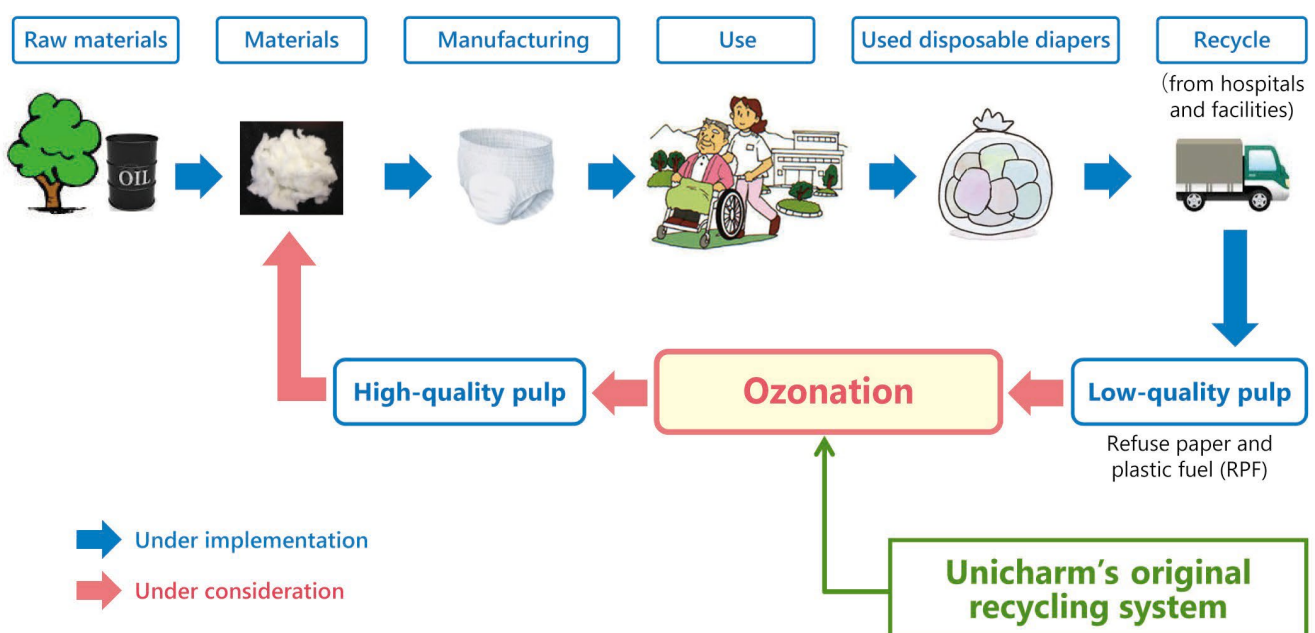 Raw materials
Materials
Manufacturing
Use
Used disposable diapers
Recycle
(from hospitals
and facilities)
OIL
High-quality pulp
Ozonation
Low-quality pulp
Refuse paper and
plastic fuel (RPF)
Under implementation
Under consideration
Unicharm’s original
recycling system